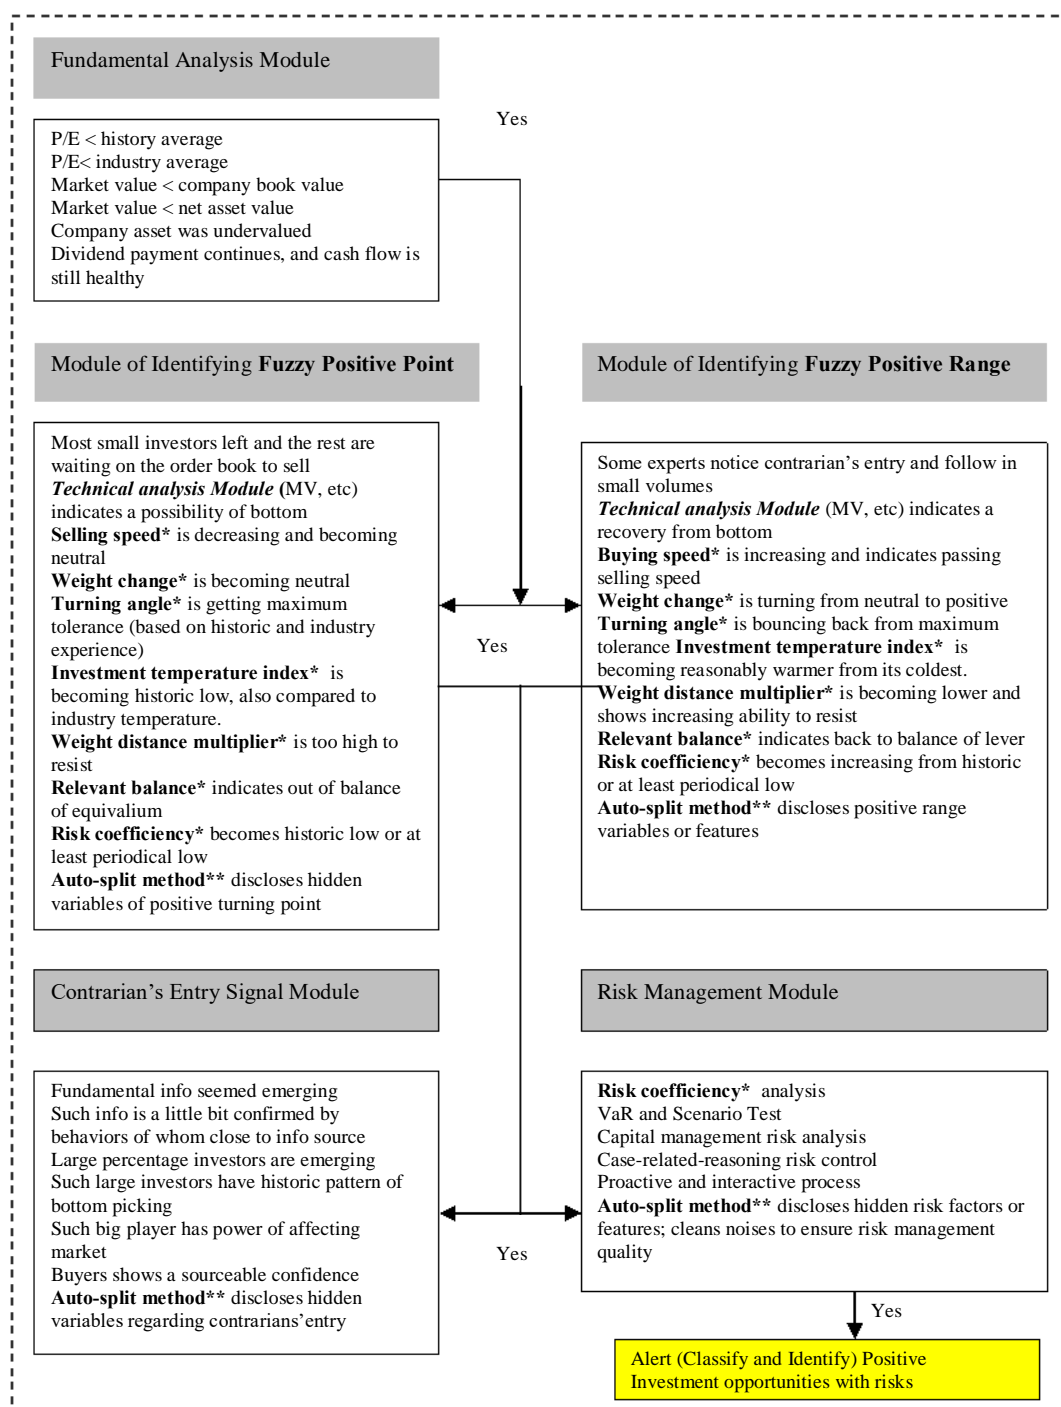 Fundamental Analysis Module
Yes
P/E < history average
P/E< industry average
Market value < company book value
Market value < net asset value
Company asset was undervalued
Dividend payment continues, and cash flow is
still healthy
Module of Identifying Fuzzy Positive Point
Most small investors left and the rest are
waiting on the order book to sell
Technical analysis Module (MV, etc)
indicates a possibility of bottom
Selling speed* is decreasing and becoming
neutral
Weight change* is becoming neutral
Turning angle* is getting maximum
tolerance (based on historic and industry
experience)
Investment temperature index* is
becoming historic low, also compared to
industry temperature.
Weight distance multiplier* is too high to
resist
Relevant balance* indicates out of balance
of equivalium
Risk coefficiency* becomes historic low or at
least periodical low
Auto-split method** discloses hidden
variables of positive turning point
Yes
Module of Identifying Fuzzy Positive Range
Some experts notice contrarian's entry and follow in
small volumes
Technical analysis Module (MV, etc) indicates a
recovery from bottom
Buying speed* is increasing and indicates passing
selling speed
Weight change* is turning from neutral to positive
Turning angle* is bouncing back from maximum
tolerance Investment temperature index* is
becoming reasonably warmer from its coldest.
Weight distance multiplier* is becoming lower and
shows increasing ability to resist
Relevant balance* indicates back to balance of lever
Risk coefficiency* becomes increasing from historic
or at least periodical low
Auto-split method** discloses positive range
variables or features
Contrarian's Entry Signal Module
Fundamental info seemed emerging
Such info is a little bit confirmed by
behaviors of whom close to info source
Large percentage investors are emerging
Such large investors have historic pattern of
bottom picking
Such big player has power of affecting
market
Buyers shows a sourceable confidence
Auto-split method** discloses hidden
variables regarding contrarians'entry
Yes
Risk Management Module
Risk coefficiency* analysis
VaR and Scenario Test
Capital management risk analysis
Case-related-reasoning risk control
Proactive and interactive process
Auto-split method** discloses hidden risk factors or
features; cleans noises to ensure risk management
quality
Yes
Alert (Classify and Identify) Positive
Investment opportunities with risks